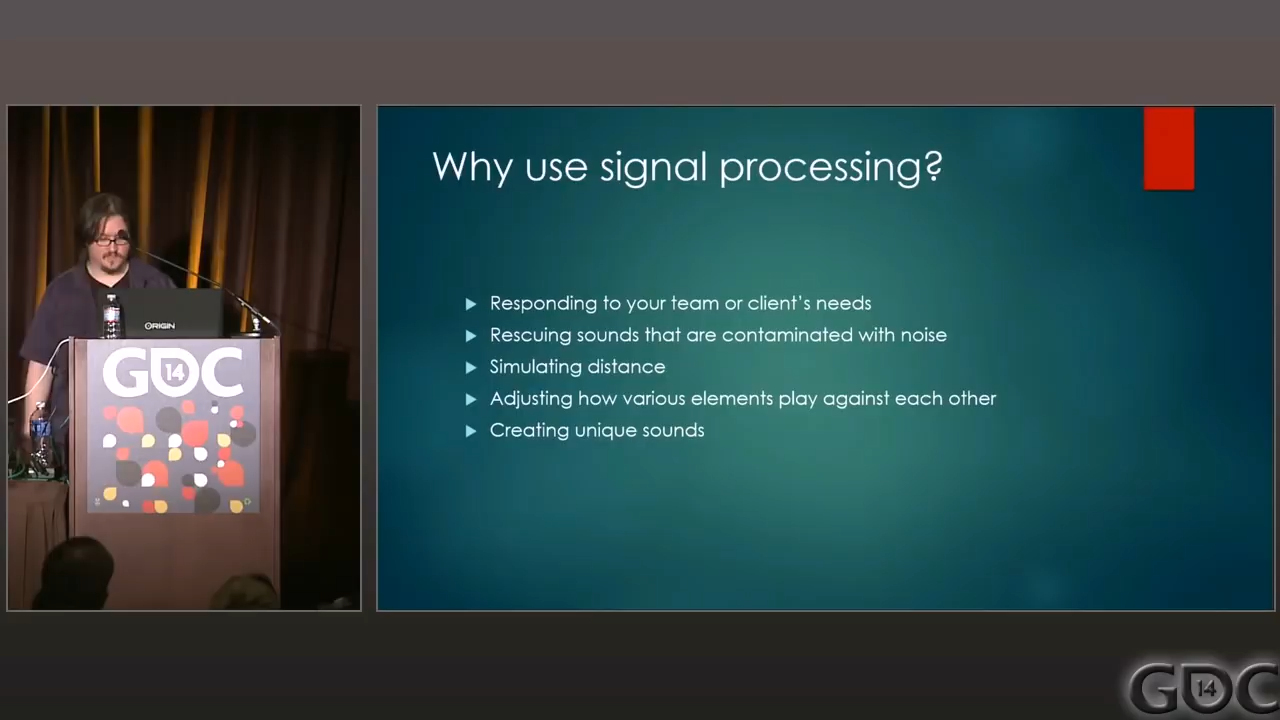 Why use signal processing?
Responding to your team or client's needs
Rescuing sounds that are contaminated with noise
Simulating distance
Adjusting how various elements play against each other
Creating unique sounds
ORIGIN
GDC
14
GDC
14